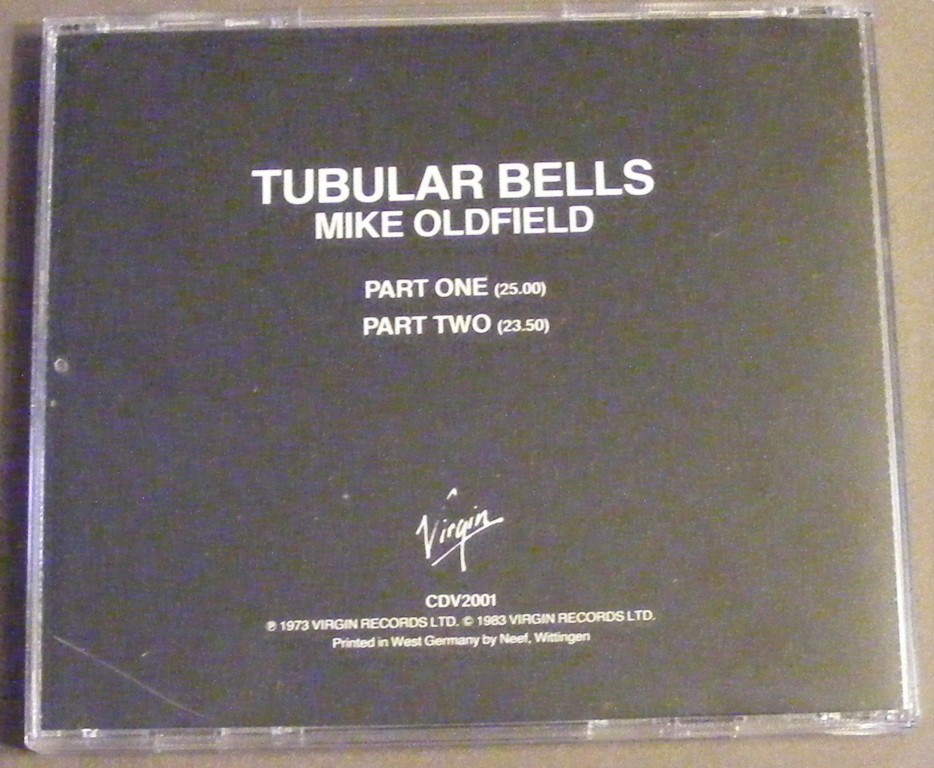 TUBULAR BELLS
MIKE OLDFIELD
PART ONE (25.00)
PART TWO (23.50)
Virgin
CDV2001
℗ 1973 VIRGIN RECORDS LTD. © 1983 VIRGIN RECORDS LTD.
Printed in West Germany by Neef, Wittingen